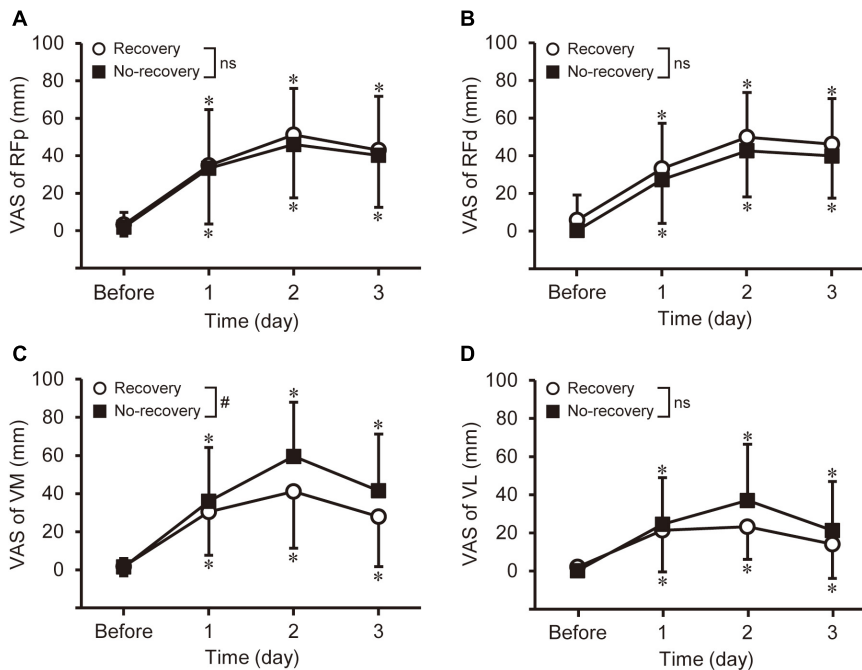 A
VAS of RFp (mm)
100
80
60
40
20
0
Recovery
No-recovery
ns
* * *
* * *
Before 1 2 3
Time (day)
B
VAS of RFd (mm)
100
80
60
40
20
0
Recovery
No-recovery
ns
* * *
* * *
Before 1 2 3
Time (day)
C
VAS of VM (mm)
100
80
60
40
20
0
Recovery
No-recovery
#
* * *
* * *
Before 1 2 3
Time (day)
D
VAS of VL (mm)
100
80
60
40
20
0
Recovery
No-recovery
ns
* * *
* * *
Before 1 2 3
Time (day)